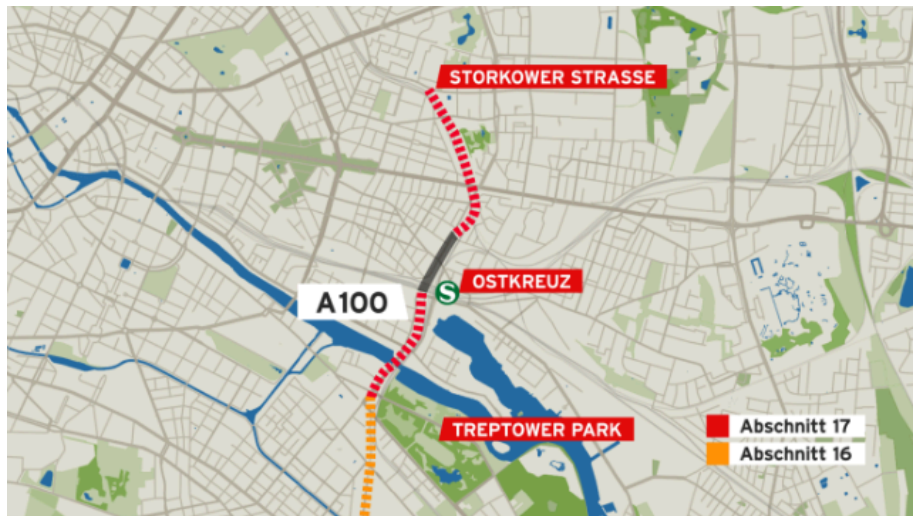 STORKOWER STRASSE
S
OSTKREUZ
A100
TREPTOWER PARK
Abschnitt 17
Abschnitt 16